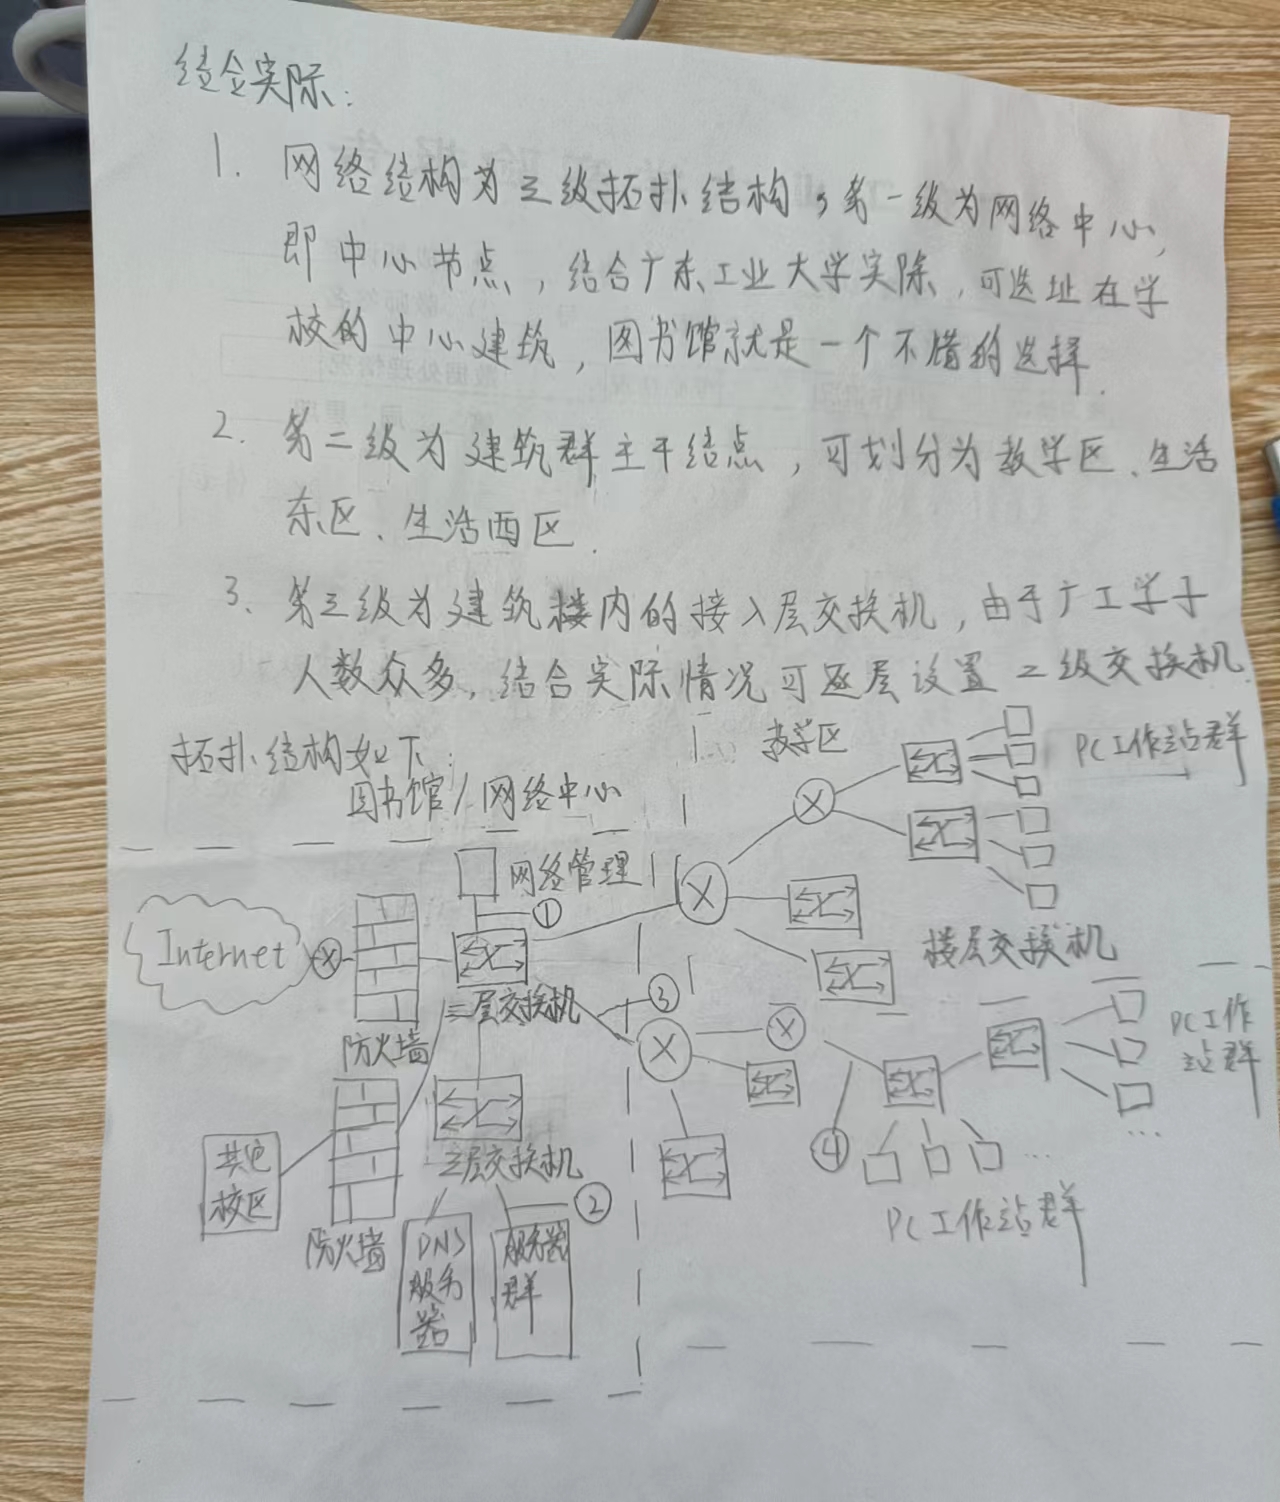 结合实际:
1. 网络结构为三级拓扑结构,第一级为网络中心,
即中心节点,结合广东工业大学实际,可选址在学
校的中心建筑,图书馆就是一个不错的选择.
2. 第二级为建筑群主干结点,可划分为教学区、生活
东区、生活西区.
3、第三级为建筑楼内的接入层交换机,由于广工学子
人数众多,结合实际情况可逐层设置二级交换机.
拓扑结构如下:
图书馆/网络中心
教学区
PC工作站群
网络管理
①
Internet
楼层交换机
三层交换机
③
防火墙
PC工作
站群
其它
校区
三层交换机
④
②
防火墙
DNS
服务
器
服务器
群
PC工作站群